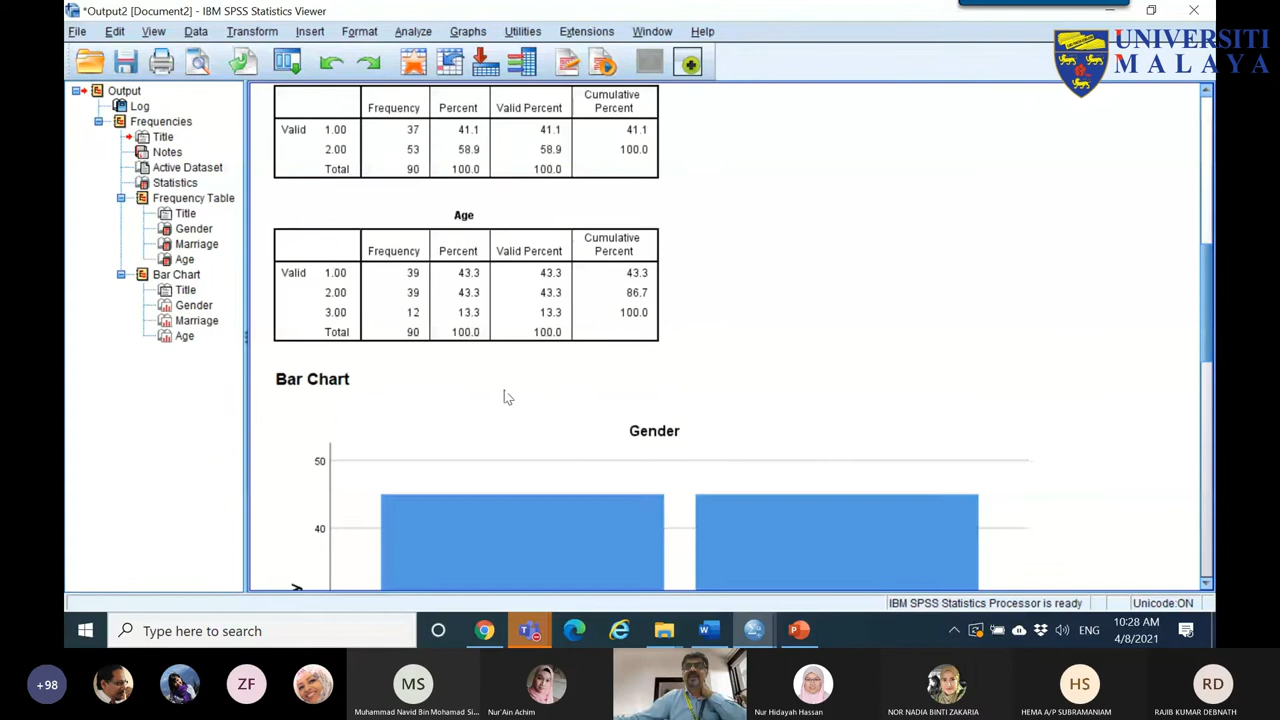 *Output2 [Document2] - IBM SPSS Statistics Viewer
File Edit View Data Transform Insert Format Analyze Graphs Utilities Extensions Window Help
UNIVERSITI
MALAYA
Output
Log
Frequencies
Title
Notes
Active Dataset
Statistics
Frequency Table
Title
Gender
Marriage
Age
Bar Chart
Title
Gender
Marriage
Age
Frequency Percent Valid Percent Cumulative Percent
Valid 1.00 37 41.1 41.1 41.1
2.00 53 58.9 58.9 100.0
Total 90 100.0 100.0
Age
Frequency Percent Valid Percent Cumulative Percent
Valid 1.00 39 43.3 43.3 43.3
2.00 39 43.3 43.3 86.7
3.00 12 13.3 13.3 100.0
Total 90 100.0 100.0
Bar Chart
Gender
50
40
IBM SPSS Statistics Processor is ready
Unicode:ON
Type here to search
ENG
10:28 AM
4/8/2021
+98
ZF
MS
Muhammad Navid Bin Mohamad Si...
Nur'Ain Achim
Nur Hidayah Hassan
NOR NADIA BINTI ZAKARIA
HS
HEMA A/P SUBRAMANIAM
RD
RAJIB KUMAR DEBNATH